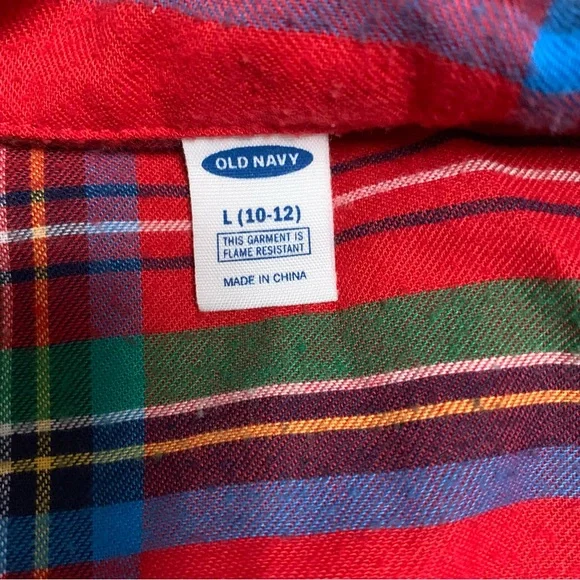 OLD NAVY
L (10-12)
THIS GARMENT IS
FLAME RESISTANT
MADE IN CHINA